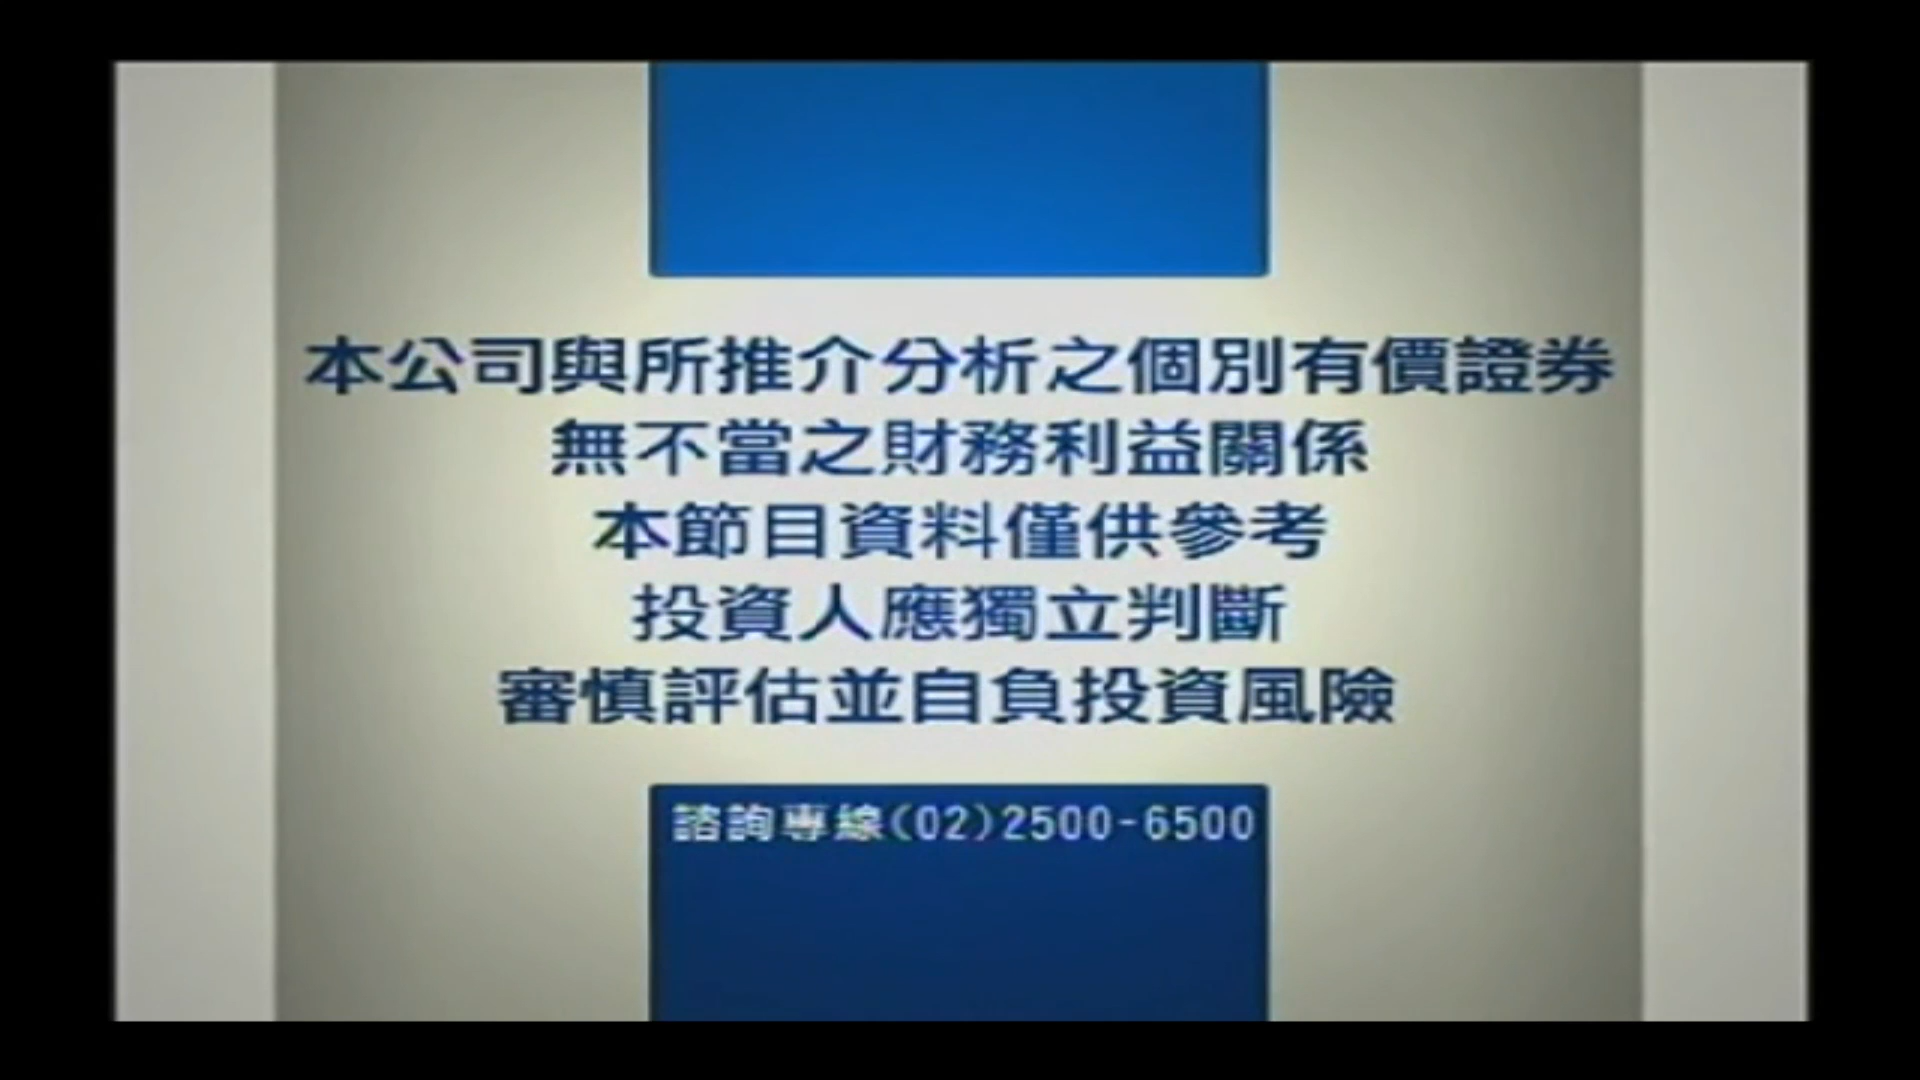 本公司與所推介分析之個別有價證券
無不當之財務利益關係
本節目資料僅供參考
投資人應獨立判斷
審慎評估並自負投資風險
諮詢專線(02)2500-6500